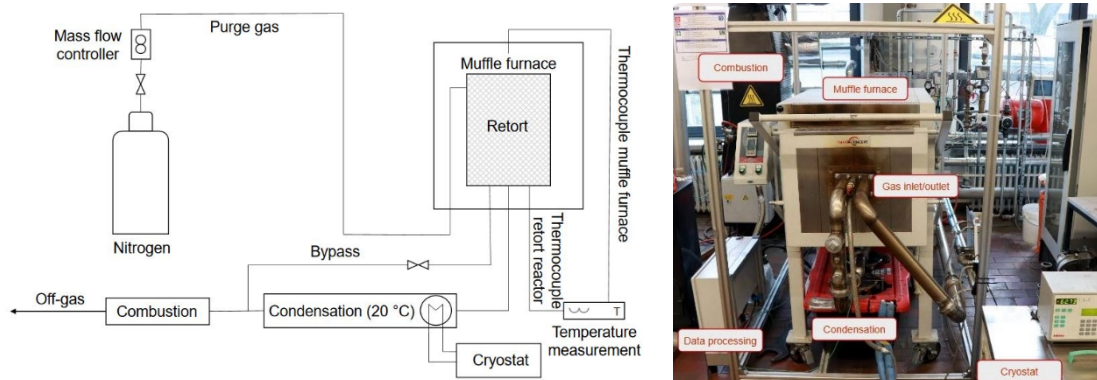 Mass flow
controller
Purge gas
Muffle furnace
Retort
Thermocouple muffle furnace
Nitrogen
Bypass
Thermocouple
retort reactor
Off-gas
Combustion
Condensation (20 °C)
T
Temperature
measurement
Cryostat
Combustion
Muffle furnace
Gas inlet/outlet
Condensation
Data processing
Cryostat